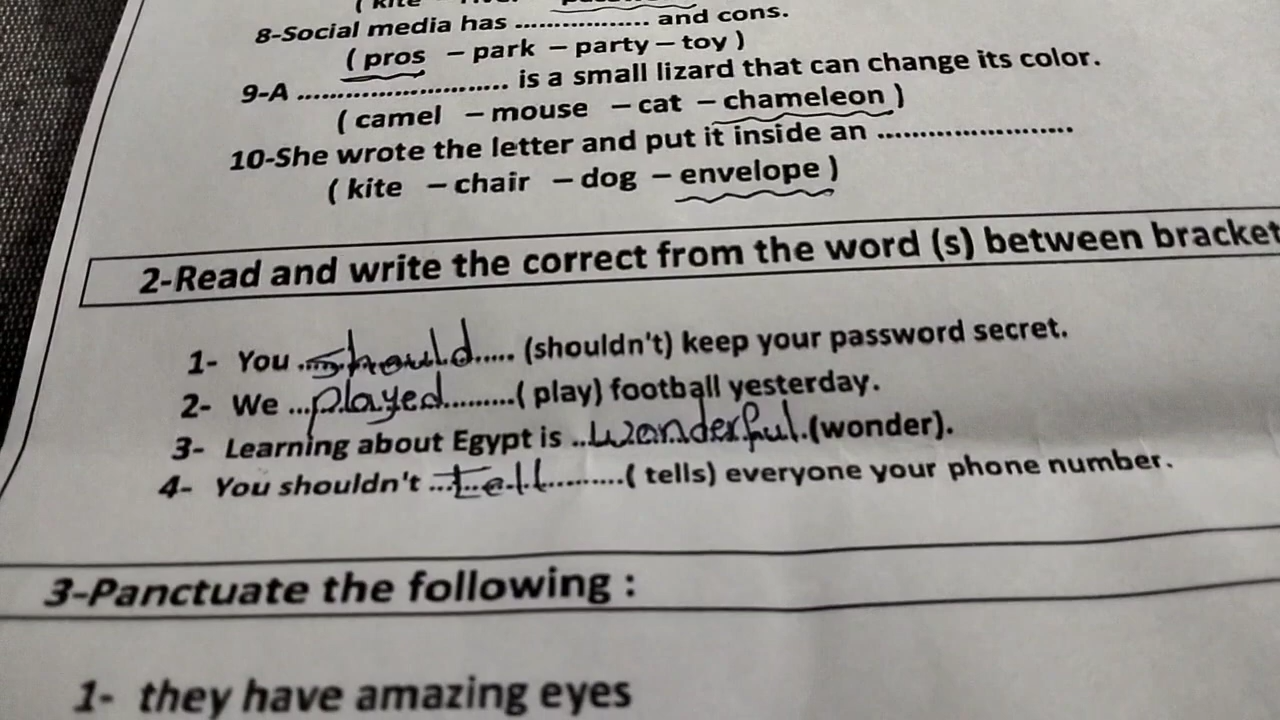 8-Social media has ................. and cons.
( pros – park – party – toy )
9-A .......................... is a small lizard that can change its color.
( camel – mouse – cat – chameleon )
10-She wrote the letter and put it inside an ........................
( kite – chair – dog – envelope )
2-Read and write the correct from the word (s) between bracket
1- You ...should..... (shouldn't) keep your password secret.
2- We ...played.........( play) football yesterday.
3- Learning about Egypt is ..wonderful.(wonder).
4- You shouldn't ...tell..........( tells) everyone your phone number.
3-Panctuate the following :
1- they have amazing eyes